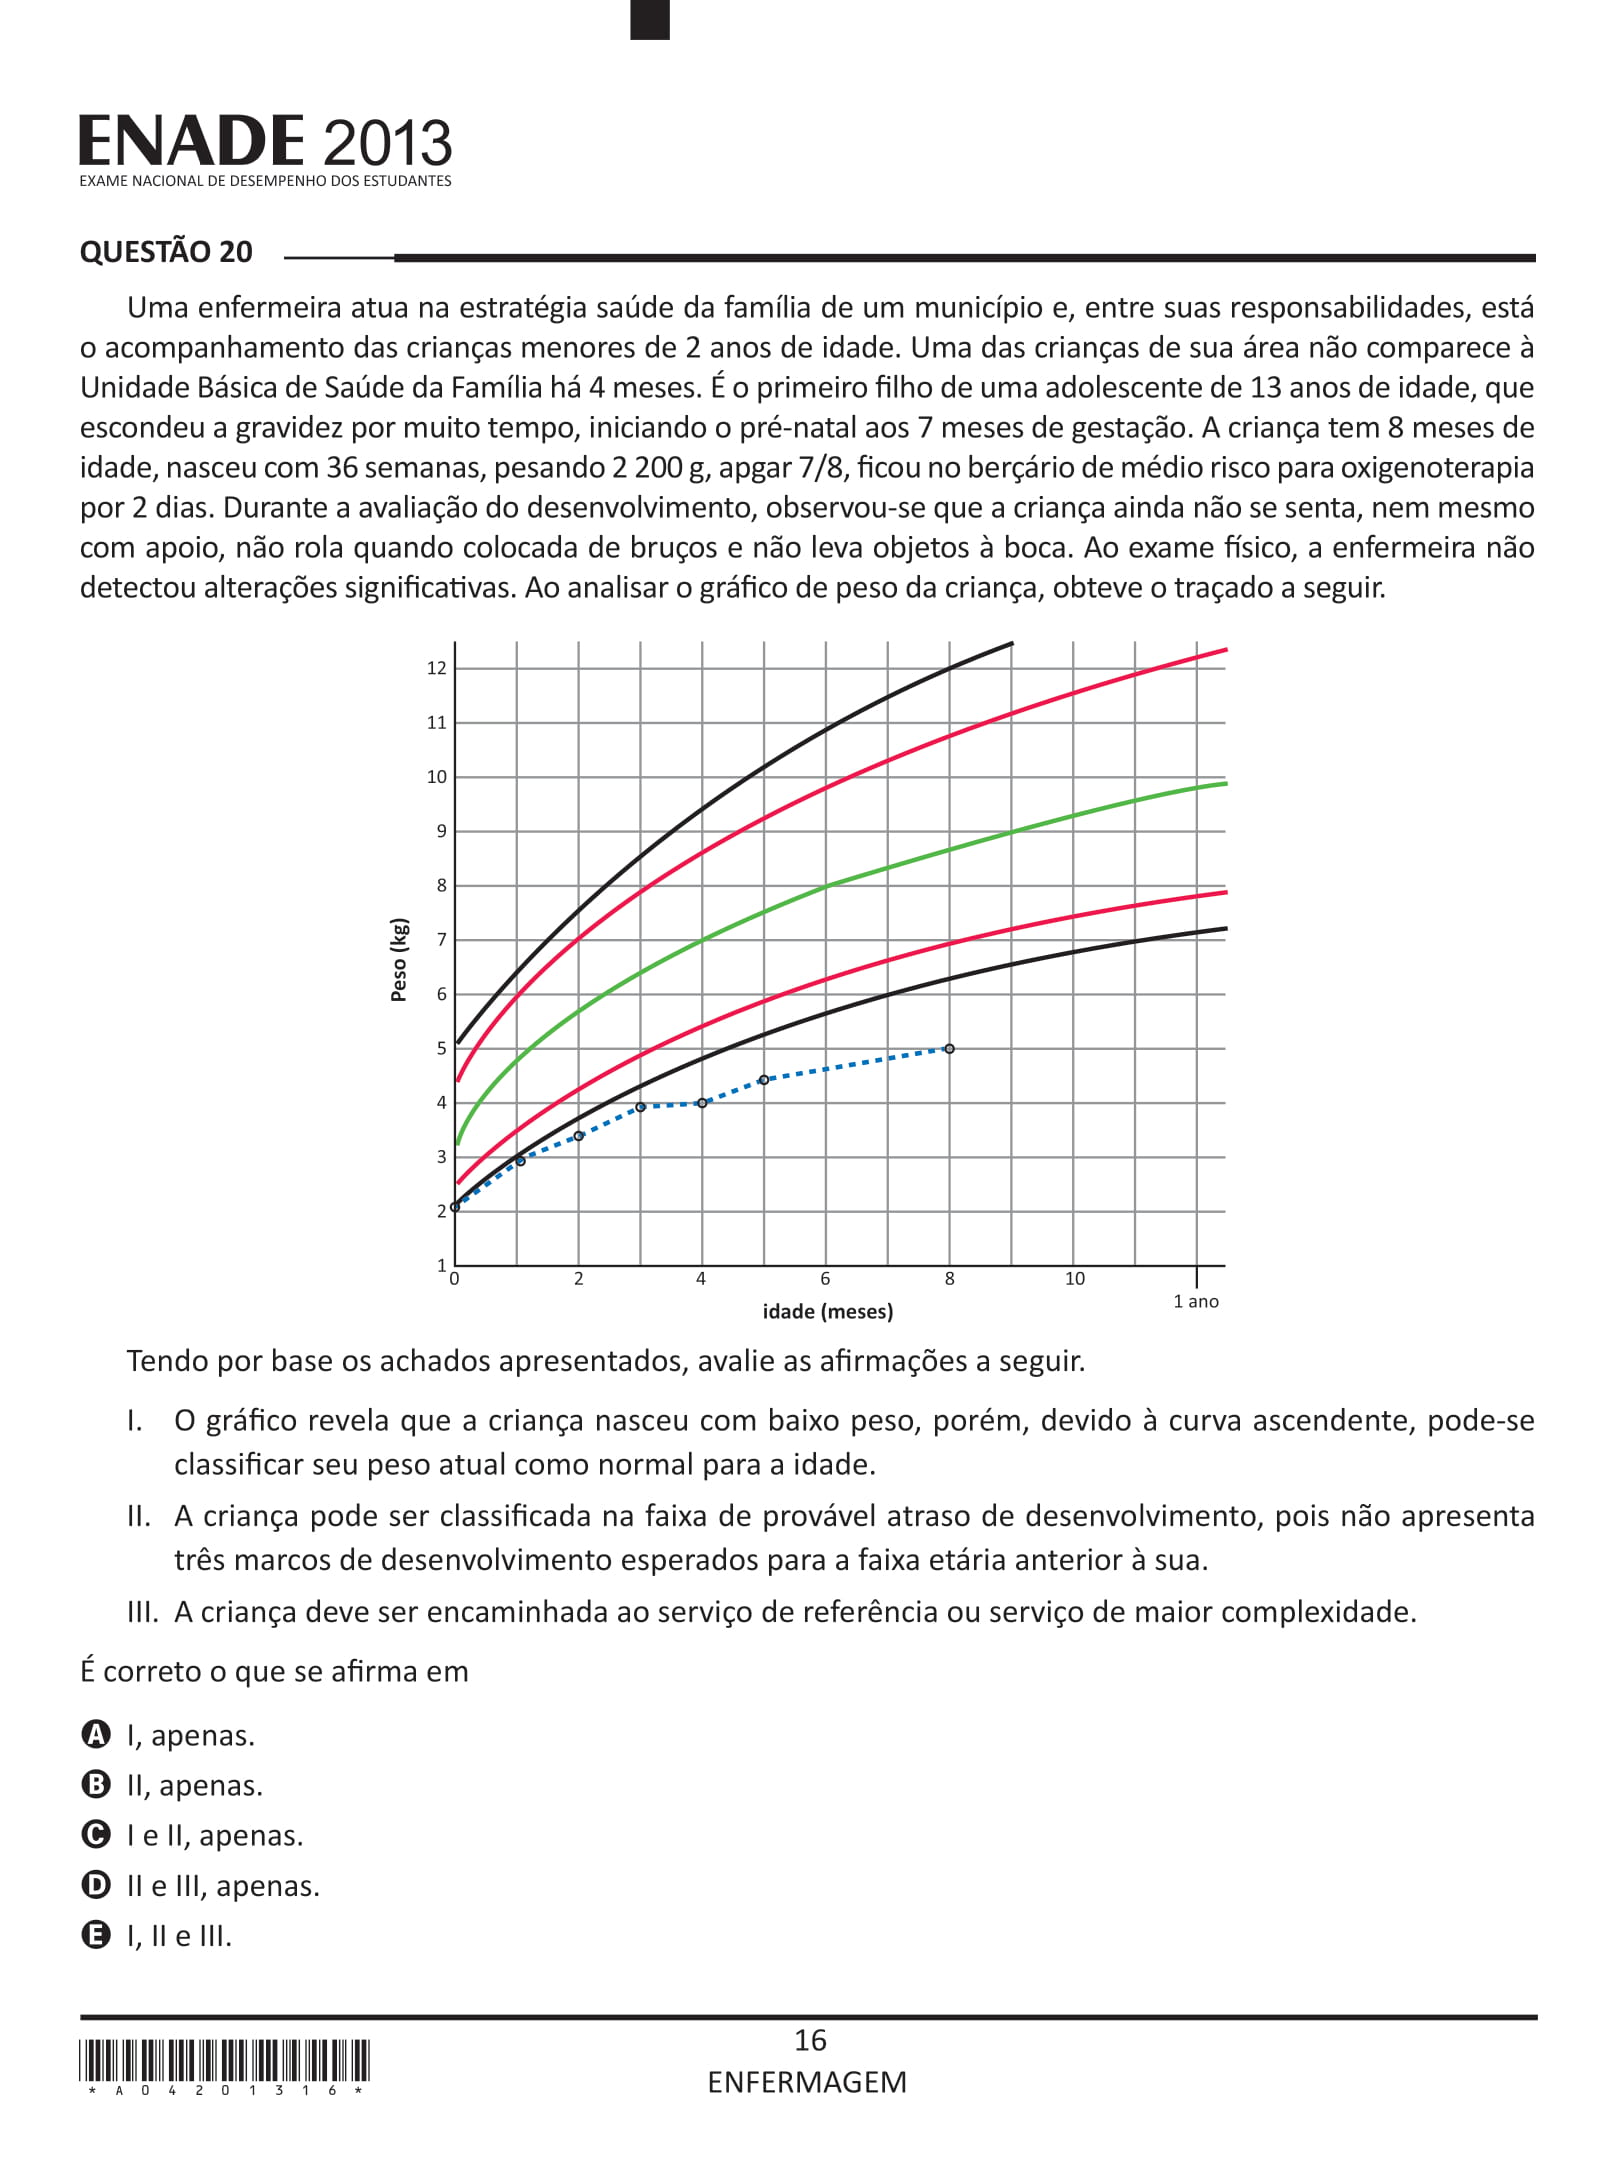 ENADE 2013
EXAME NACIONAL DE DESEMPENHO DOS ESTUDANTES
QUESTÃO 20
Uma enfermeira atua na estratégia saúde da família de um município e, entre suas responsabilidades, está
o acompanhamento das crianças menores de 2 anos de idade. Uma das crianças de sua área não comparece à
Unidade Básica de Saúde da Família há 4 meses. É o primeiro filho de uma adolescente de 13 anos de idade, que
escondeu a gravidez por muito tempo, iniciando o pré-natal aos 7 meses de gestação. A criança tem 8 meses de
idade, nasceu com 36 semanas, pesando 2 200 g, apgar 7/8, ficou no berçário de médio risco para oxigenoterapia
por 2 dias. Durante a avaliação do desenvolvimento, observou-se que a criança ainda não se senta, nem mesmo
com apoio, não rola quando colocada de bruços e não leva objetos à boca. Ao exame físico, a enfermeira não
detectou alterações significativas. Ao analisar o gráfico de peso da criança, obteve o traçado a seguir.
12
11
10
9
8
7
6
5
4
3
2
1
Peso (kg)
0 2 4 6 8 10
1 ano
idade (meses)
Tendo por base os achados apresentados, avalie as afirmações a seguir.
I. O gráfico revela que a criança nasceu com baixo peso, porém, devido à curva ascendente, pode-se
classificar seu peso atual como normal para a idade.
II. A criança pode ser classificada na faixa de provável atraso de desenvolvimento, pois não apresenta
três marcos de desenvolvimento esperados para a faixa etária anterior à sua.
III. A criança deve ser encaminhada ao serviço de referência ou serviço de maior complexidade.
É correto o que se afirma em
A I, apenas.
B II, apenas.
C I e II, apenas.
D II e III, apenas.
E I, II e III.
16
ENFERMAGEM
*A04201316*